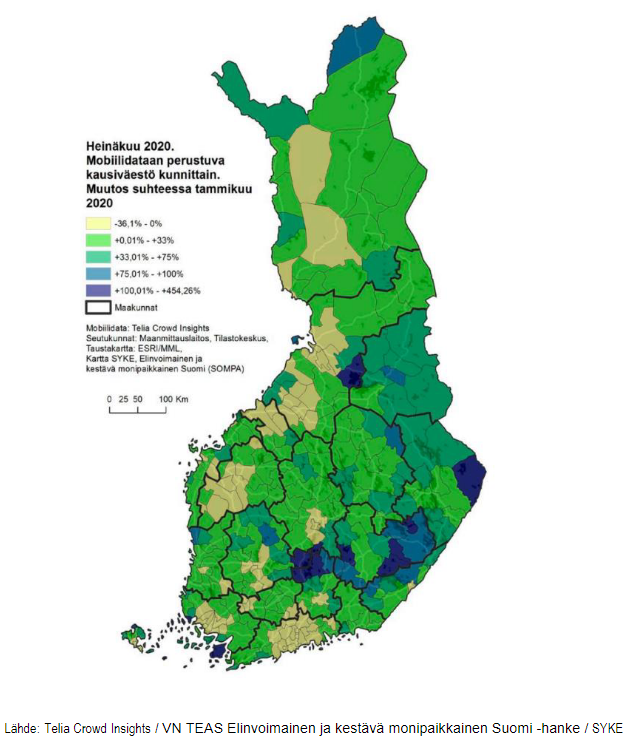 Heinäkuu 2020.
Mobiilidataan perustuva
kausiväestö kunnittain.
Muutos suhteessa tammikuu
2020
-36,1% - 0%
+0,01% - +33%
+33,01% - +75%
+75,01% - +100%
+100,01% - +454,26%
Maakunnat
Mobiilidata: Telia Crowd Insights
Seutukunnat: Maanmittauslaitos, Tilastokeskus,
Taustakartta: ESRI/MML,
Kartta SYKE, Elinvoimainen ja
kestävä monipaikkainen Suomi (SOMPA)
0 25 50 100 Km
Lähde: Telia Crowd Insights / VN TEAS Elinvoimainen ja kestävä monipaikkainen Suomi -hanke / SYKE